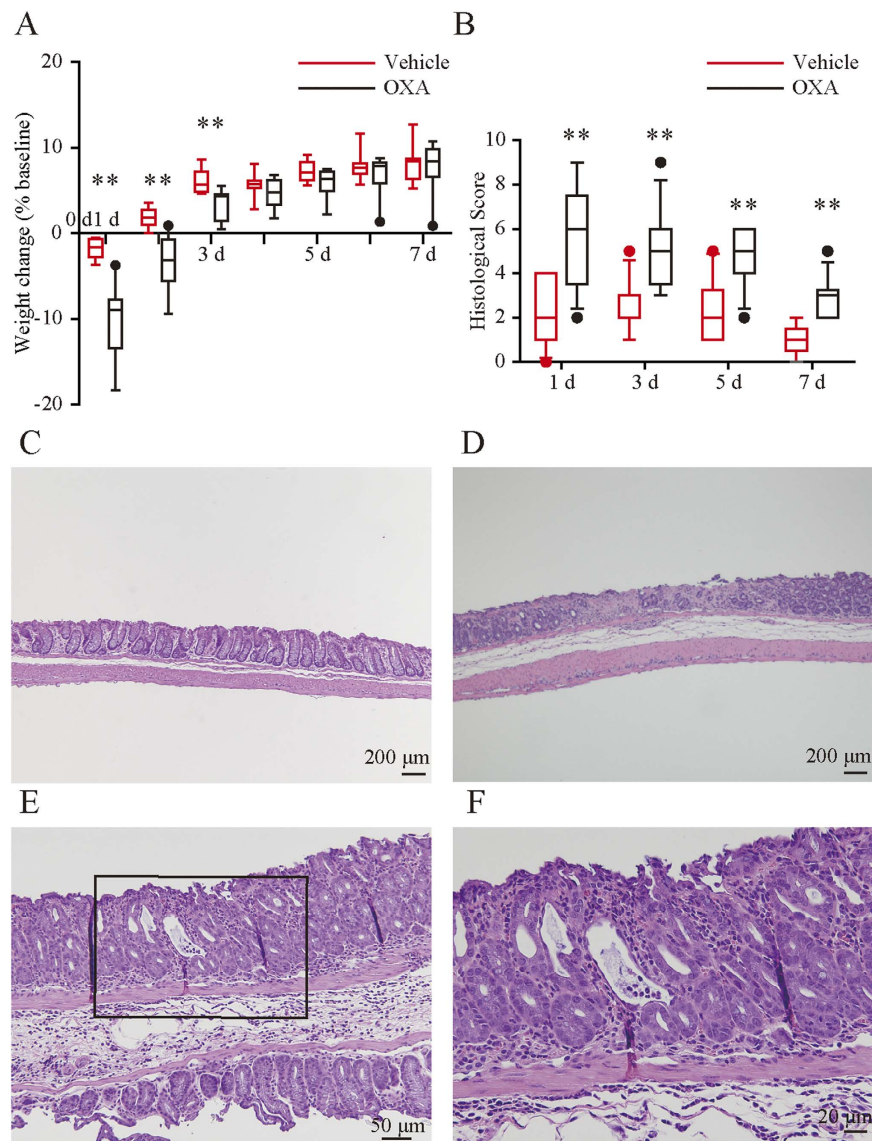 A
Vehicle
OXA
Weight change (% baseline)
20
10
0
-10
-20
** ** **
0 d1 d
3 d
5 d
7 d
B
Vehicle
OXA
Histological Score
10
8
6
4
2
0
** ** ** **
1 d
3 d
5 d
7 d
C
200 μm
D
200 μm
E
50 μm
F
20 μm